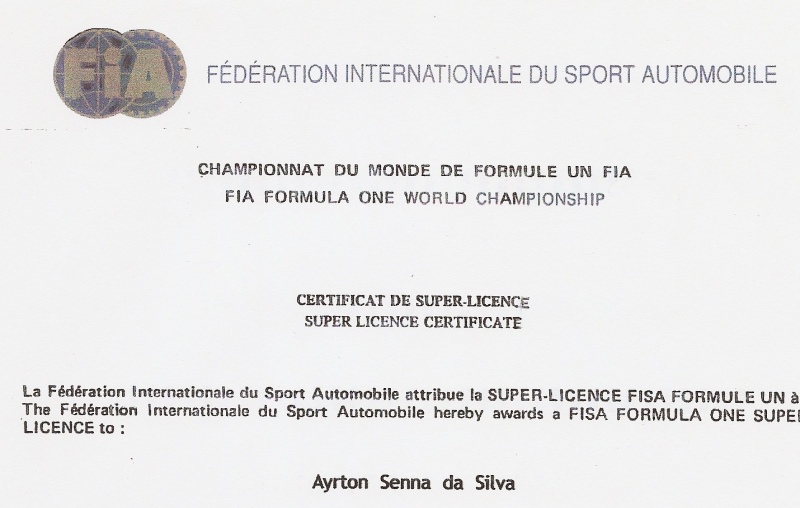 FiA
FÉDÉRATION INTERNATIONALE DU SPORT AUTOMOBILE
CHAMPIONNAT DU MONDE DE FORMULE UN FIA
FIA FORMULA ONE WORLD CHAMPIONSHIP
CERTIFICAT DE SUPER-LICENCE
SUPER LICENCE CERTIFICATE
La Fédération Internationale du Sport Automobile attribue la SUPER-LICENCE FISA FORMULE UN à
The Fédération Internationale du Sport Automobile hereby awards a FISA FORMULA ONE SUPER
LICENCE to :
Ayrton Senna da Silva